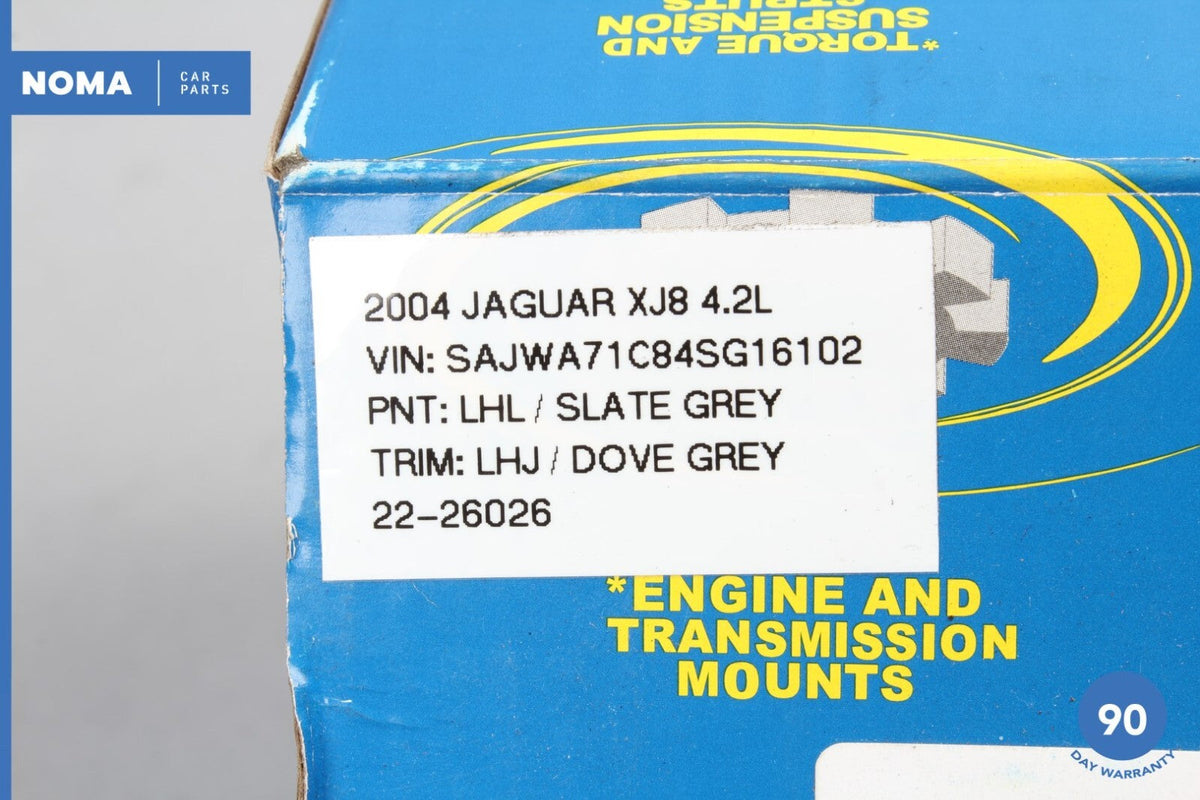 *TORQUE AND
SUSPENSION
STRUTS
NOMA
CAR
PARTS
2004 JAGUAR XJ8 4.2L
VIN: SAJWA71C84SG16102
PNT: LHL / SLATE GREY
TRIM: LHJ / DOVE GREY
22-26026
*ENGINE AND
TRANSMISSION
MOUNTS
90
DAY WARRANTY